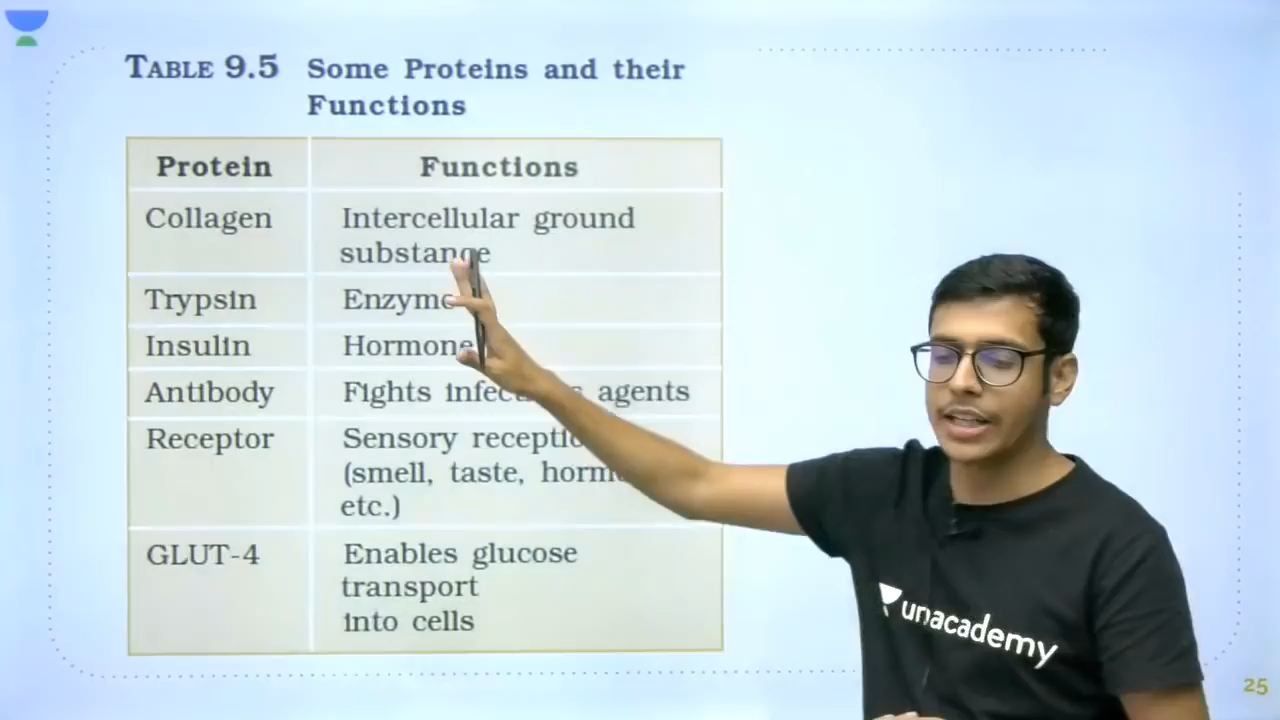 TABLE 9.5 Some Proteins and their
Functions
Protein Functions
Collagen Intercellular ground
substance
Trypsin Enzyme
Insulin Hormone
Antibody Fights agents
Receptor Sensory
(smell, taste,
etc.)
GLUT-4 Enables glucose
transport
into cells
unacademy
25